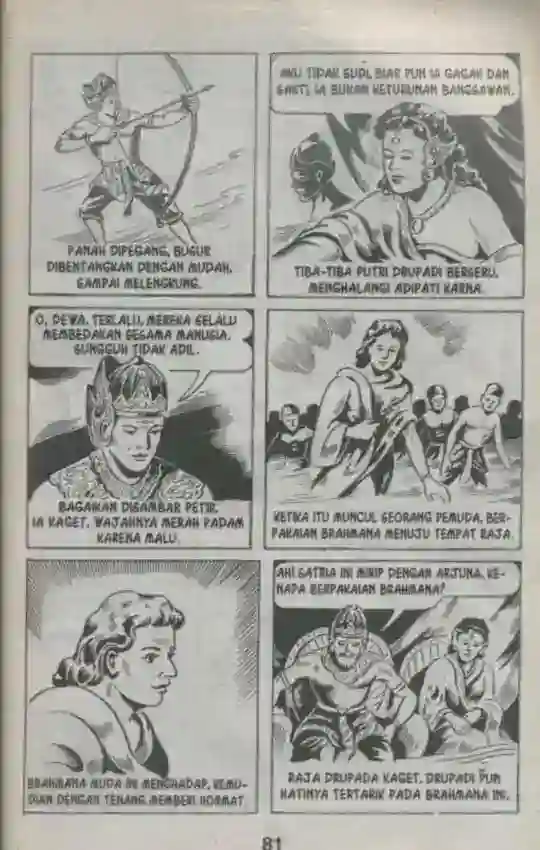 PANAH DIPEGANG, BUSUR
DIBENTANGKAN DENGAN MUDAH,
SAMPAI MELENGKUNG.
AKU TIDAK SUDI, BIAR PUN IA GAGAH DAN
SAKTI, IA BUKAN KETURUNAN BANGSAWAN.
TIBA-TIBA PUTRI DRUPADI BERSERU,
MENGHALANGI ADIPATI KARNA.
O, DEWA. TERLALU, MEREKA SELALU
MEMBEDAKAN SESAMA MANUSIA.
SUNGGUH TIDAK ADIL.
BAGAIKAN DISAMBAR PETIR,
IA KAGET. WAJAHNYA MERAH PADAM
KARENA MALU.
KETIKA ITU MUNCUL SEORANG PEMUDA, BER-
PAKAIAN BRAHMANA MENUJU TEMPAT RAJA.
BRAHMANA MUDA INI MENGHADAP, KEMU-
DIAN DENGAN TENANG MEMBERI HORMAT
AH! SATRIA INI MIRIP DENGAN ARJUNA, KE-
NAPA BERPAKAIAN BRAHMANA?
RAJA DRUPADA KAGET. DRUPADI PUN
HATINYA TERTARIK PADA BRAHMANA INI.
81